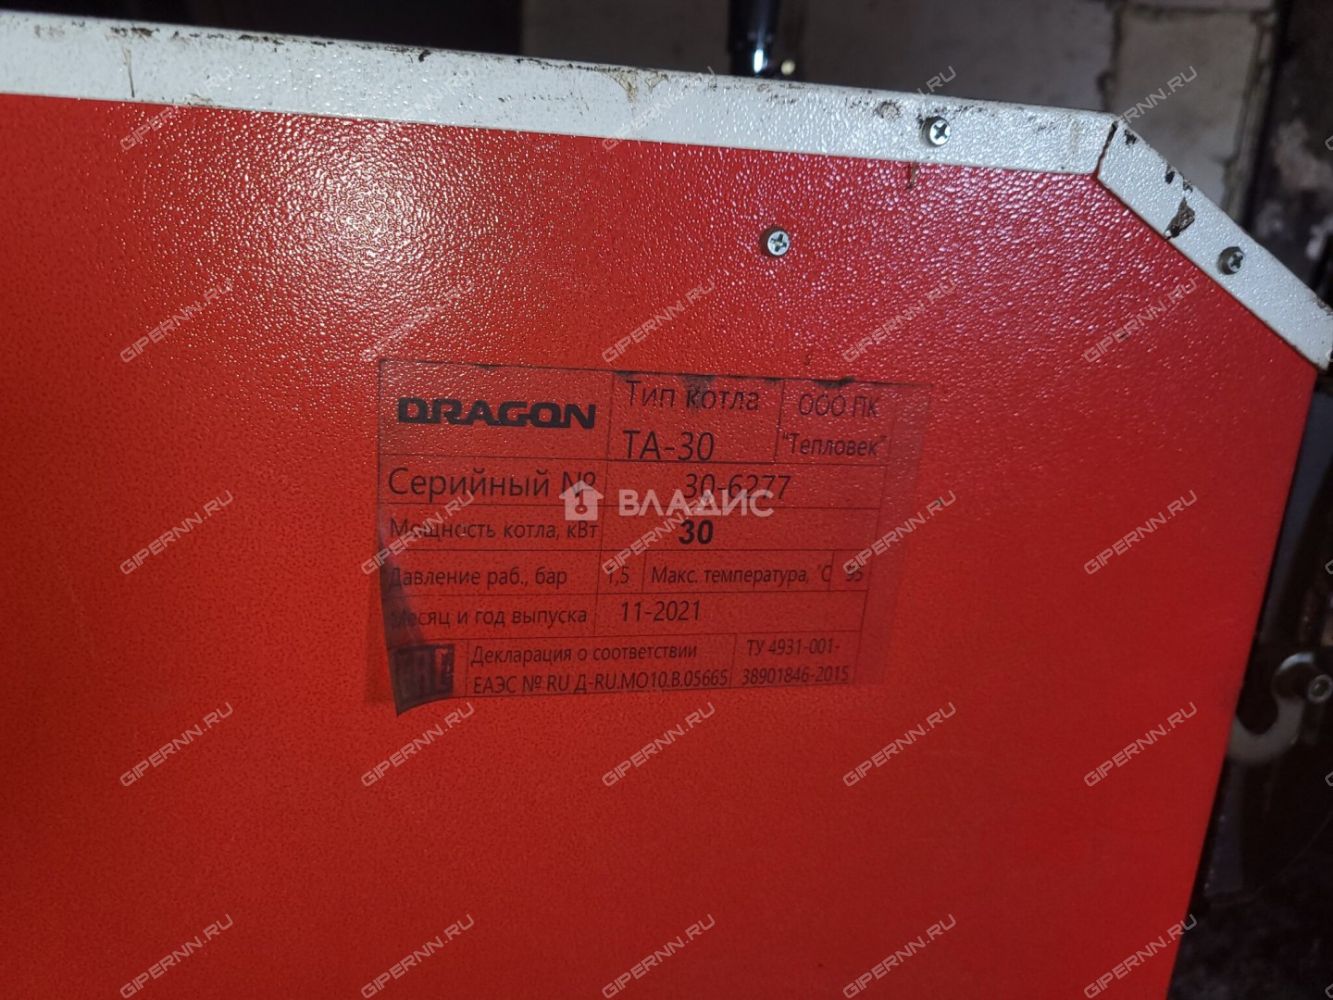 DRAGON Тип котла ООО ПК
ТА-30 "Тепловек"
Серийный № 30-6277
ВЛАДИС
Мощность котла, кВт 30
Давление раб., бар 1,5 Макс. температура, °С 95
Месяц и год выпуска 11-2021
ЕАС Декларация о соответствии ТУ 4931-001-
ЕАЭС № RU Д-RU.МО10.В.05665 38901846-2015
GIPERNN.RU